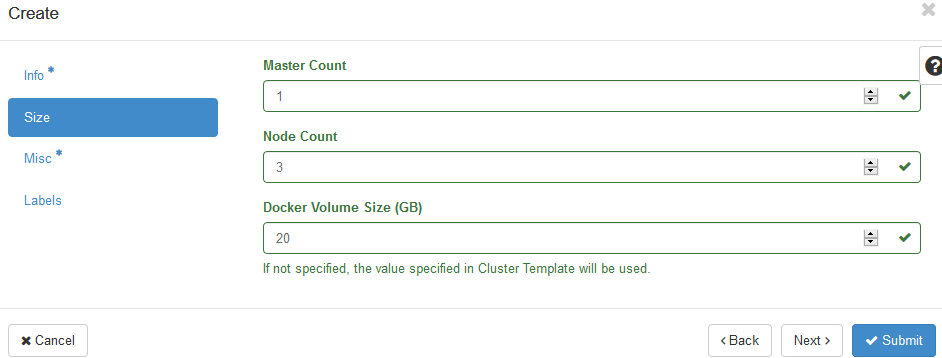 Create
Info *
Size
Misc *
Labels
Master Count
1
Node Count
3
Docker Volume Size (GB)
20
If not specified, the value specified in Cluster Template will be used.
Cancel
Back
Next
Submit